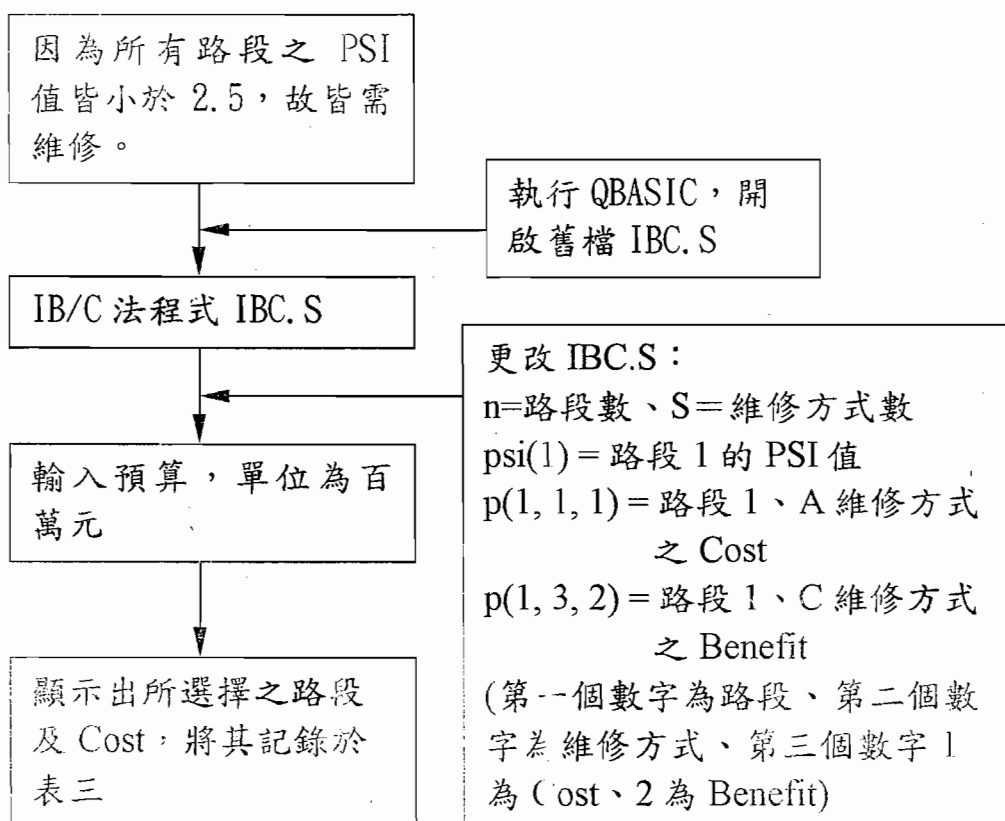 因為所有路段之 PSI
值皆小於 2.5，故皆需
維修。
執行 QBASIC，開
啟舊檔 IBC.S
IB/C 法程式 IBC.S
更改 IBC.S：
n=路段數、S＝維修方式數
psi(1) = 路段 1 的 PSI 值
p(1, 1, 1) = 路段 1、A 維修方式
之 Cost
p(1, 3, 2) = 路段 1、C 維修方式
之 Benefit
(第一個數字為路段、第二個數
字為維修方式、第三個數字 1
為 Cost、2 為 Benefit)
輸入預算，單位為百
萬元
顯示出所選擇之路段
及 Cost，將其記錄於
表三